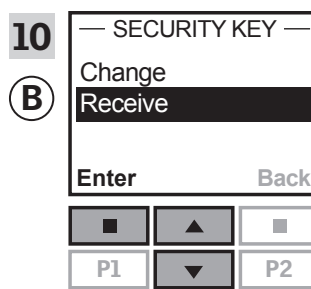 10
B
— SECURITY KEY —
Change
Receive
Enter Back
P1 P2